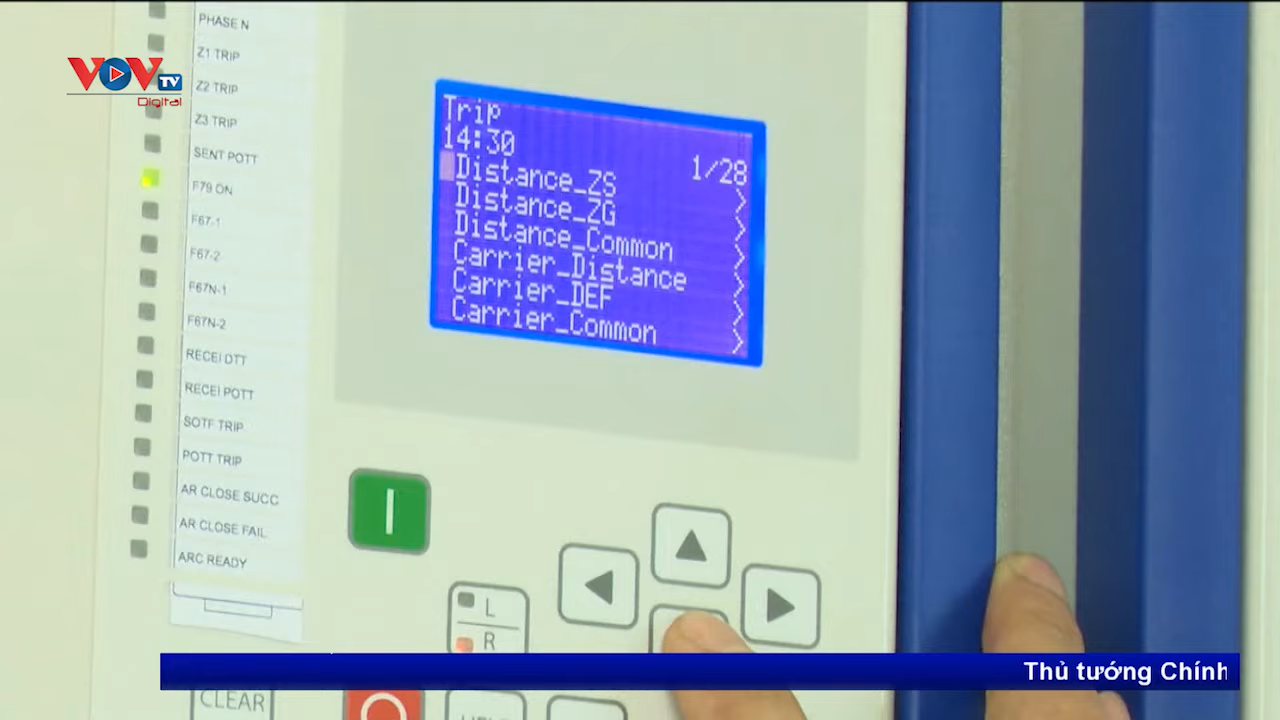 VOV TV
Digital
PHASE N
Z1 TRIP
Z2 TRIP
Z3 TRIP
SENT POTT
F79 ON
F67-1
F67-2
F67N-1
F67N-2
RECEI DTT
RECEI POTT
SOTF TRIP
POTT TRIP
AR CLOSE SUCC
AR CLOSE FAIL
ARC READY
Trip
14:30 1/28
Distance_ZS
Distance_ZG
Distance_Common
Carrier_Distance
Carrier_DEF
Carrier_Common
L
R
CLEAR
Thủ tướng Chính